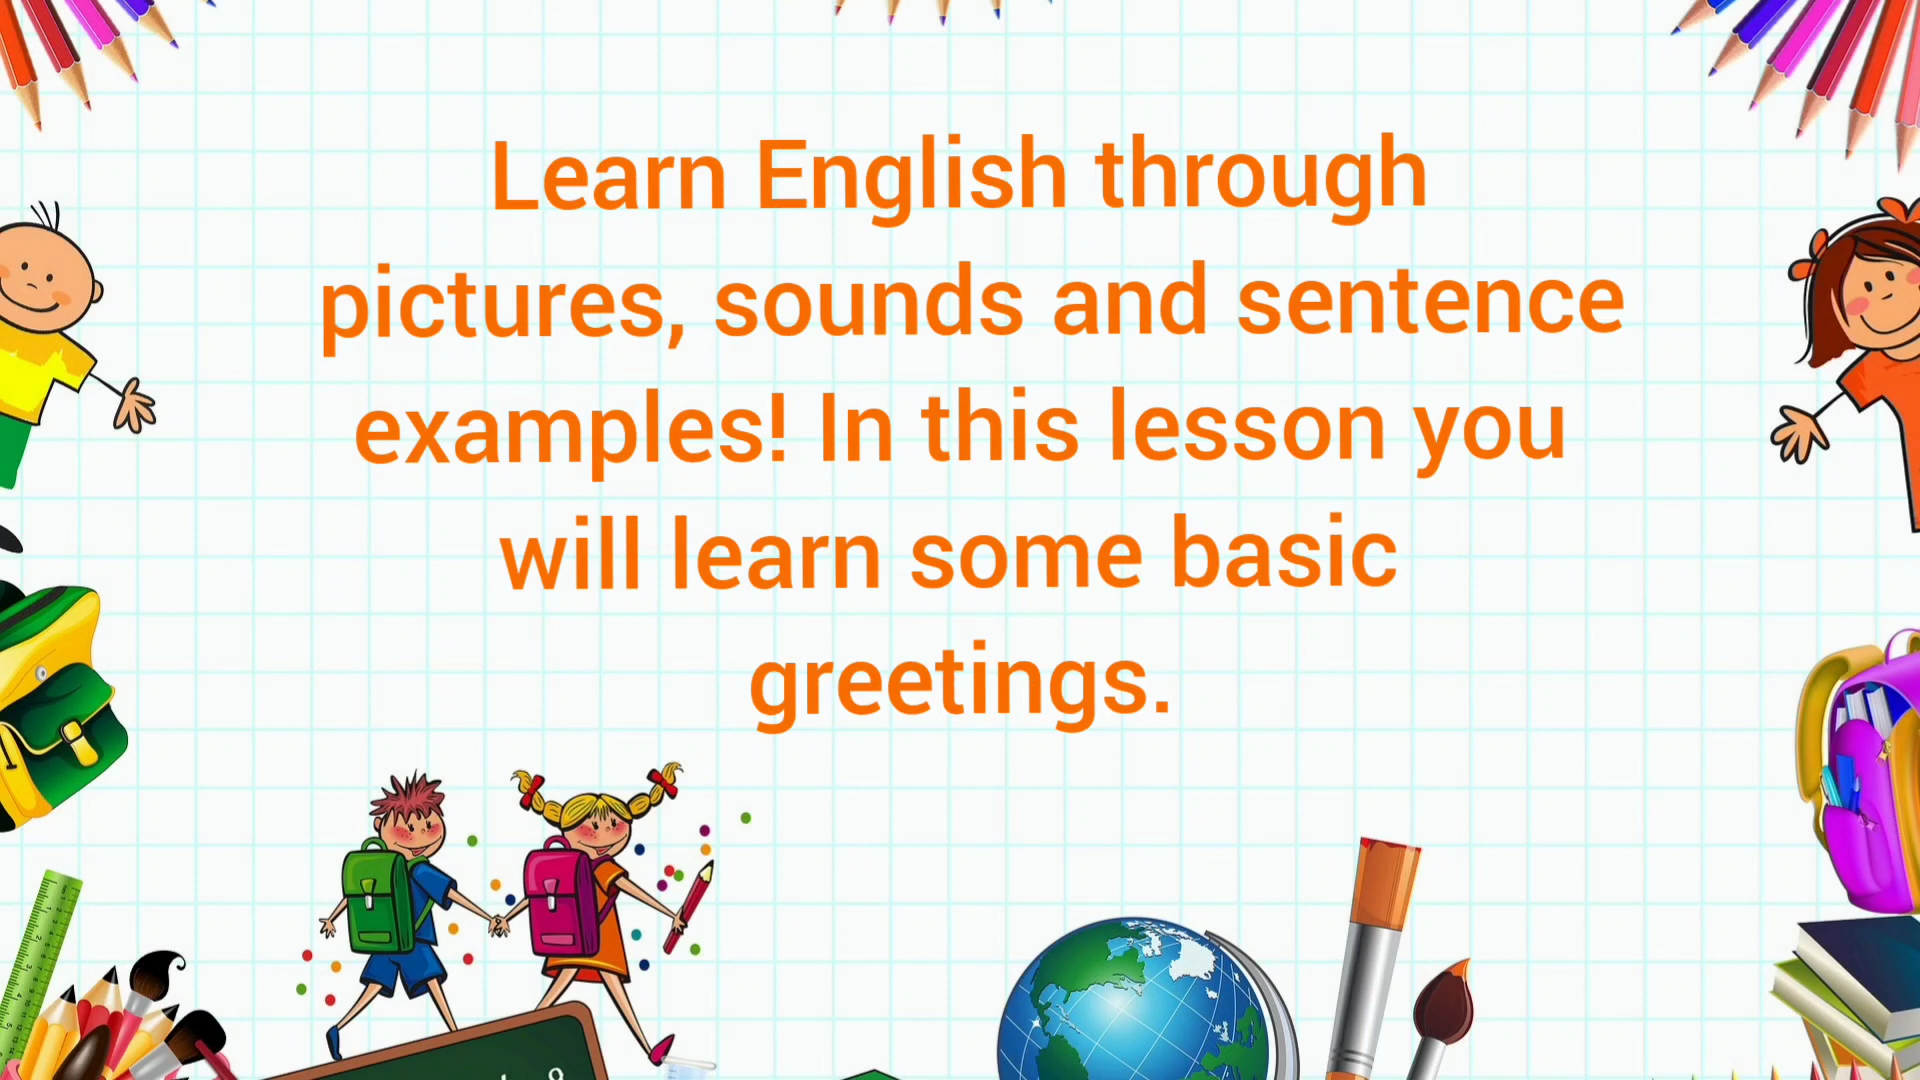 Learn English through
pictures, sounds and sentence
examples! In this lesson you
will learn some basic
greetings.